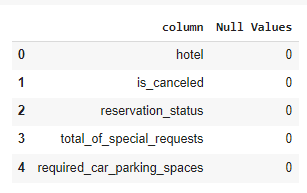 column Null Values
0 hotel 0
1 is_canceled 0
2 reservation_status 0
3 total_of_special_requests 0
4 required_car_parking_spaces 0